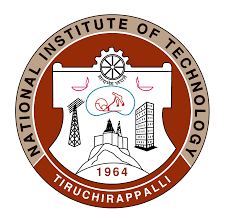 NATIONAL INSTITUTE OF TECHNOLOGY
1964
TIRUCHIRAPPALLI